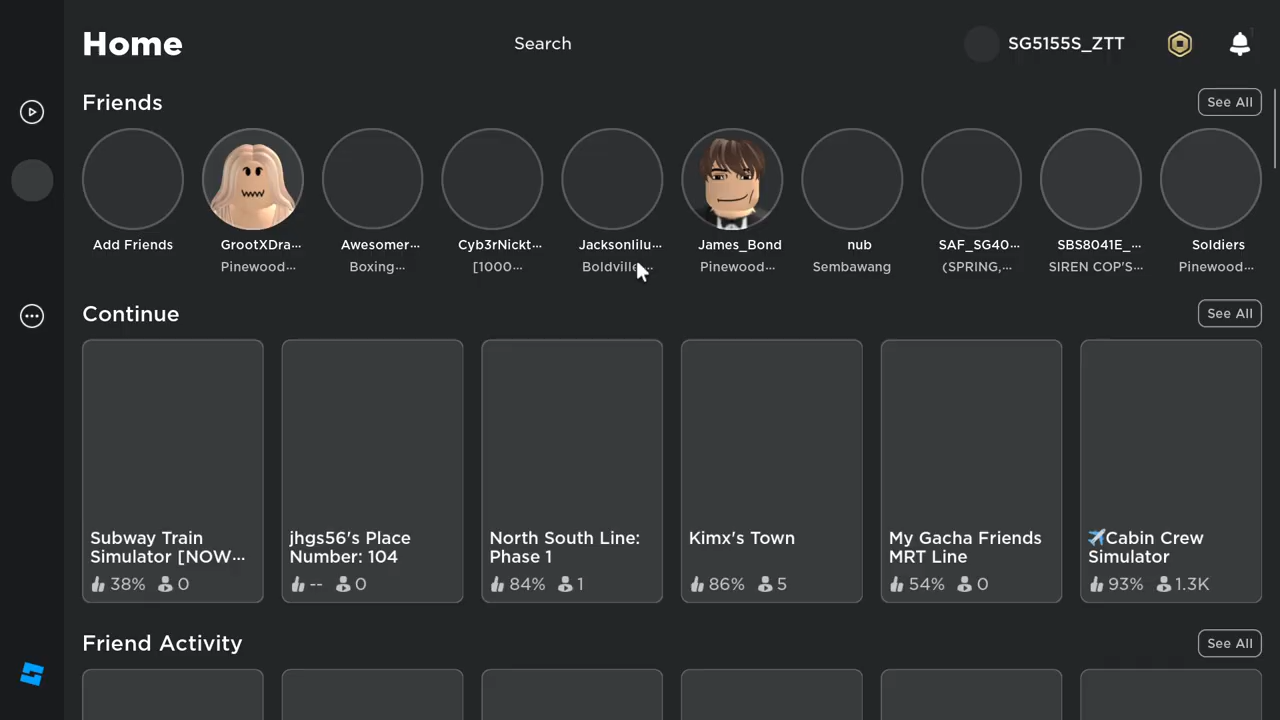 Home
Search
SG5155S_ZTT
Friends
See All
Add Friends
GrootXDra...
Awesomer...
Cyb3rNickt...
Jacksonlilu...
James_Bond
nub
SAF_SG40...
SBS8041E_...
Soldiers
Pinewood...
Boxing...
[1000...
Boldville...
Pinewood...
Sembawang
(SPRING,...
SIREN COP'S...
Pinewood...
Continue
See All
Subway Train
Simulator [NOW...
38% 0
jhgs56's Place
Number: 104
-- 0
North South Line:
Phase 1
84% 1
Kimx's Town
86% 5
My Gacha Friends
MRT Line
54% 0
✈️Cabin Crew
Simulator
93% 1.3K
Friend Activity
See All